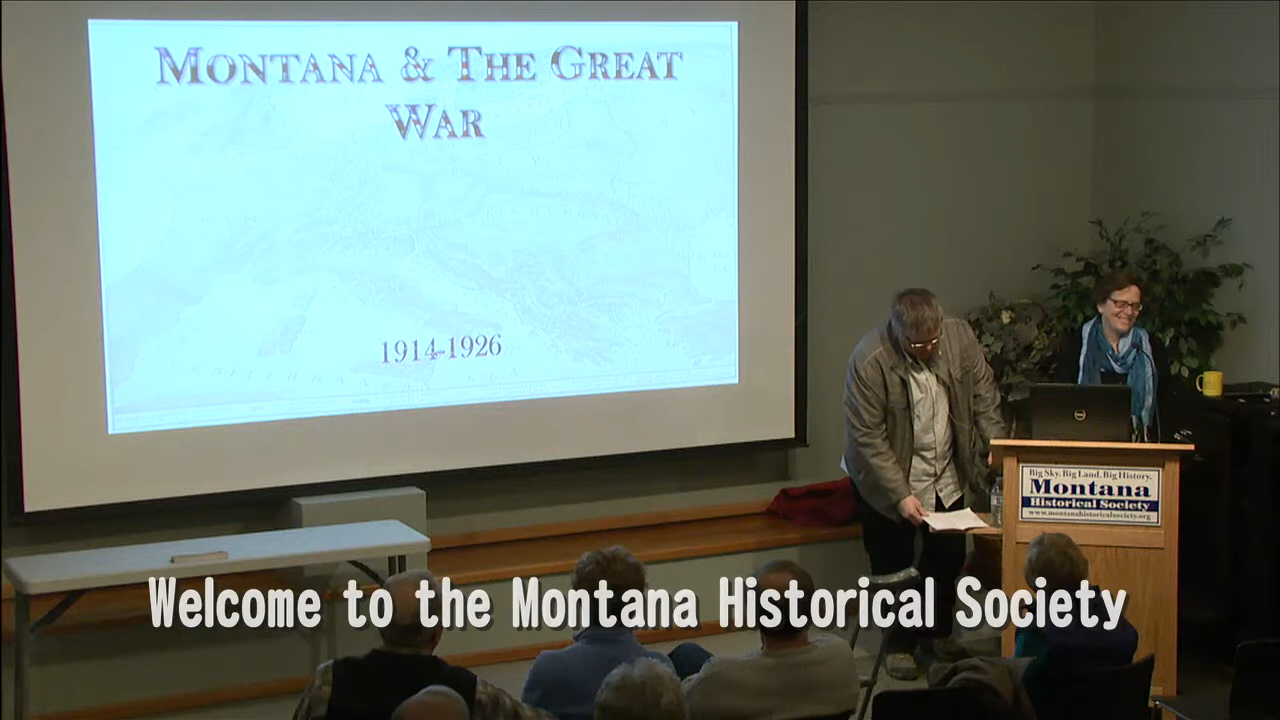 MONTANA & THE GREAT
WAR
1914-1926
Big Sky. Big Land. Big History.
Montana
Historical Society
www.montanahistoricalsociety.org
DELL
Welcome to the Montana Historical Society